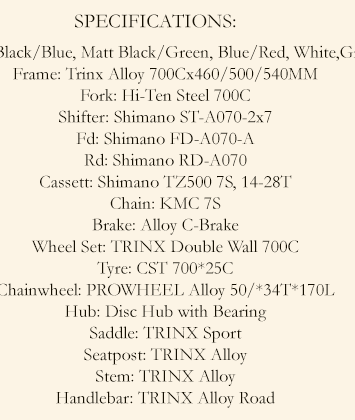 SPECIFICATIONS:
Black/Blue, Matt Black/Green, Blue/Red, White,G
Frame: Trinx Alloy 700Cx460/500/540MM
Fork: Hi-Ten Steel 700C
Shifter: Shimano ST-A070-2x7
Fd: Shimano FD-A070-A
Rd: Shimano RD-A070
Cassett: Shimano TZ500 7S, 14-28T
Chain: KMC 7S
Brake: Alloy C-Brake
Wheel Set: TRINX Double Wall 700C
Tyre: CST 700*25C
Chainwheel: PROWHEEL Alloy 50/*34T*170L
Hub: Disc Hub with Bearing
Saddle: TRINX Sport
Seatpost: TRINX Alloy
Stem: TRINX Alloy
Handlebar: TRINX Alloy Road